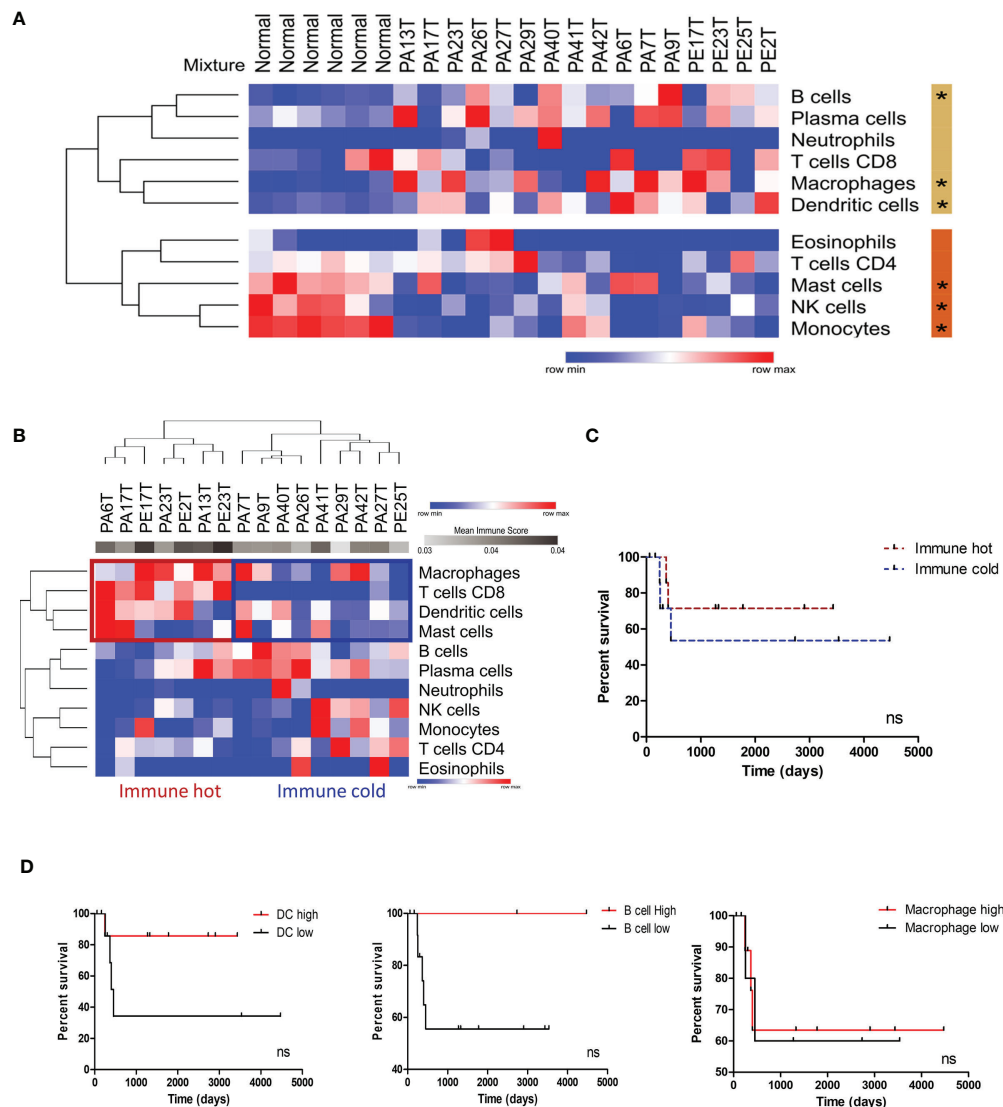 A
Mixture
Normal Normal Normal Normal Normal Normal PA13T PA17T PA23T PA26T PA27T PA29T PA40T PA41T PA42T PA6T PA7T PA9T PE17T PE23T PE25T PE2T
B cells *
Plasma cells
Neutrophils
T cells CD8
Macrophages *
Dendritic cells *
Eosinophils
T cells CD4
Mast cells *
NK cells *
Monocytes *
row min row max
B
PA6T PA17T PE17T PA23T PE2T PA13T PE23T PA7T PA9T PA40T PA26T PA41T PA29T PA42T PA27T PE25T
row min row max
Mean Immune Score
0.03 0.04 0.04
Macrophages
T cells CD8
Dendritic cells
Mast cells
B cells
Plasma cells
Neutrophils
NK cells
Monocytes
T cells CD4
Eosinophils
row min row max
Immune hot Immune cold
C
Immune hot
Immune cold
Percent survival
100
80
60
40
20
0
ns
0 1000 2000 3000 4000 5000
Time (days)
D
DC high
DC low
Percent survival
100
80
60
40
20
0
ns
0 1000 2000 3000 4000 5000
Time (days)
B cell High
B cell low
Percent survival
100
80
60
40
ns
0 1000 2000 3000 4000 5000
Time (days)
Macrophage high
Macrophage low
Percent survival
100
90
80
70
60
50
ns
0 1000 2000 3000 4000 5000
Time (days)